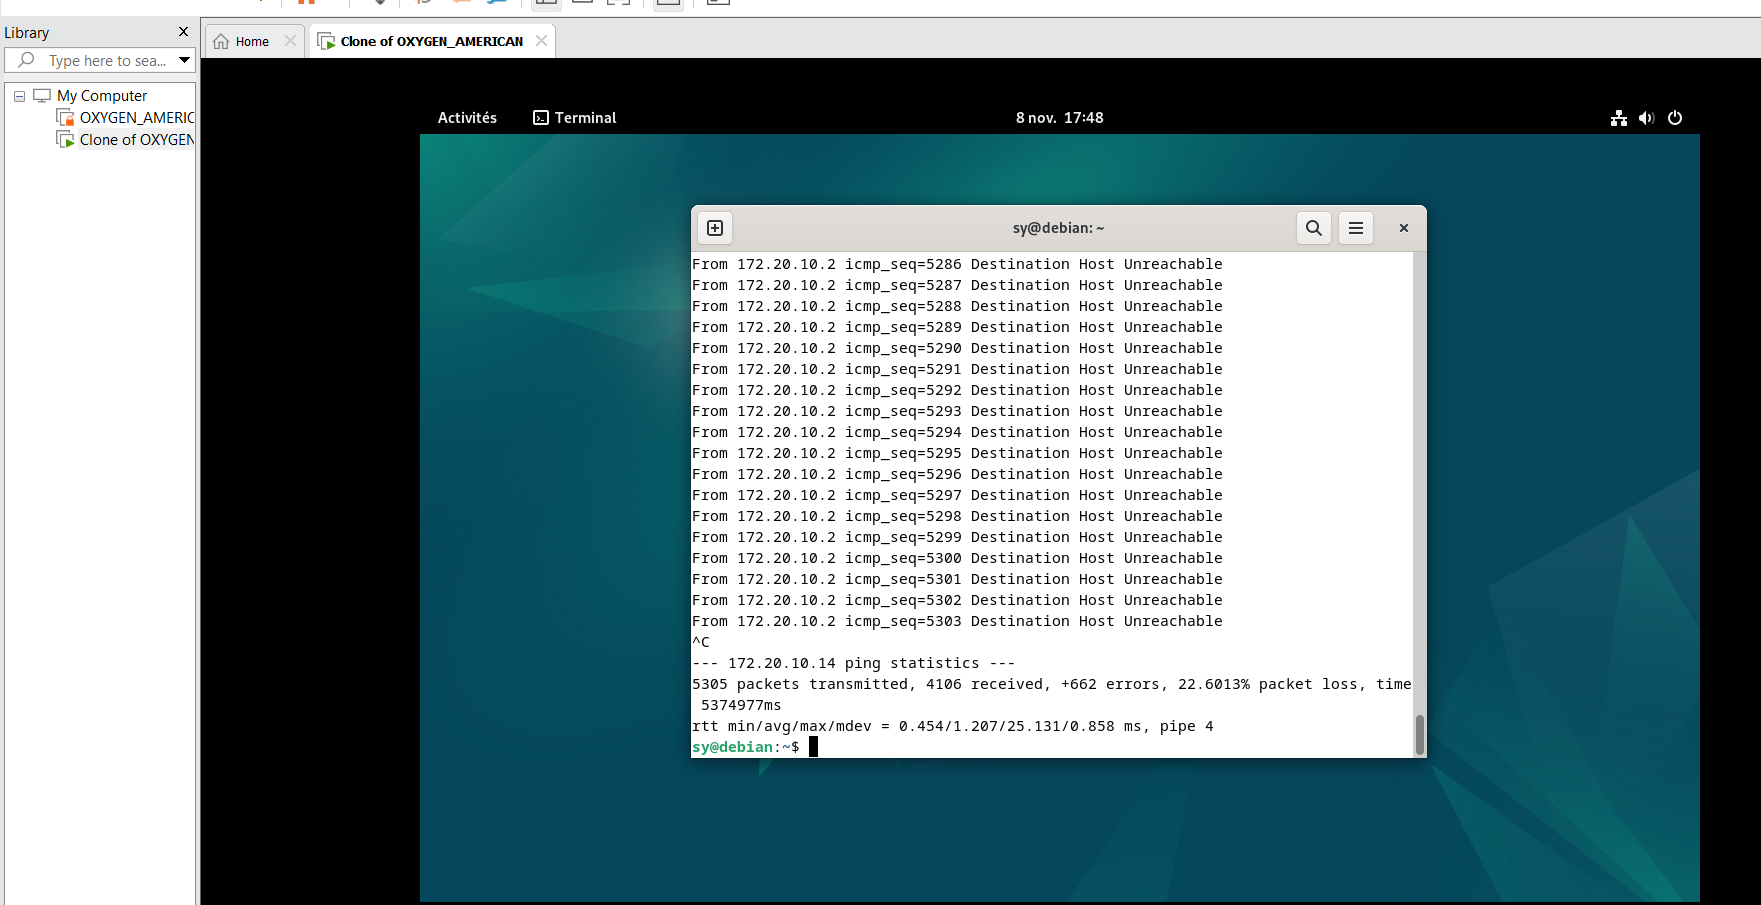 Library
Home
Clone of OXYGEN_AMERICAN
Type here to sea...
My Computer
OXYGEN_AMERIC
Clone of OXYGEN
Activités
Terminal
8 nov. 17:48
sy@debian: ~
From 172.20.10.2 icmp_seq=5286 Destination Host Unreachable
From 172.20.10.2 icmp_seq=5287 Destination Host Unreachable
From 172.20.10.2 icmp_seq=5288 Destination Host Unreachable
From 172.20.10.2 icmp_seq=5289 Destination Host Unreachable
From 172.20.10.2 icmp_seq=5290 Destination Host Unreachable
From 172.20.10.2 icmp_seq=5291 Destination Host Unreachable
From 172.20.10.2 icmp_seq=5292 Destination Host Unreachable
From 172.20.10.2 icmp_seq=5293 Destination Host Unreachable
From 172.20.10.2 icmp_seq=5294 Destination Host Unreachable
From 172.20.10.2 icmp_seq=5295 Destination Host Unreachable
From 172.20.10.2 icmp_seq=5296 Destination Host Unreachable
From 172.20.10.2 icmp_seq=5297 Destination Host Unreachable
From 172.20.10.2 icmp_seq=5298 Destination Host Unreachable
From 172.20.10.2 icmp_seq=5299 Destination Host Unreachable
From 172.20.10.2 icmp_seq=5300 Destination Host Unreachable
From 172.20.10.2 icmp_seq=5301 Destination Host Unreachable
From 172.20.10.2 icmp_seq=5302 Destination Host Unreachable
From 172.20.10.2 icmp_seq=5303 Destination Host Unreachable
^C
--- 172.20.10.14 ping statistics ---
5305 packets transmitted, 4106 received, +662 errors, 22.6013% packet loss, time
5374977ms
rtt min/avg/max/mdev = 0.454/1.207/25.131/0.858 ms, pipe 4
sy@debian:~$